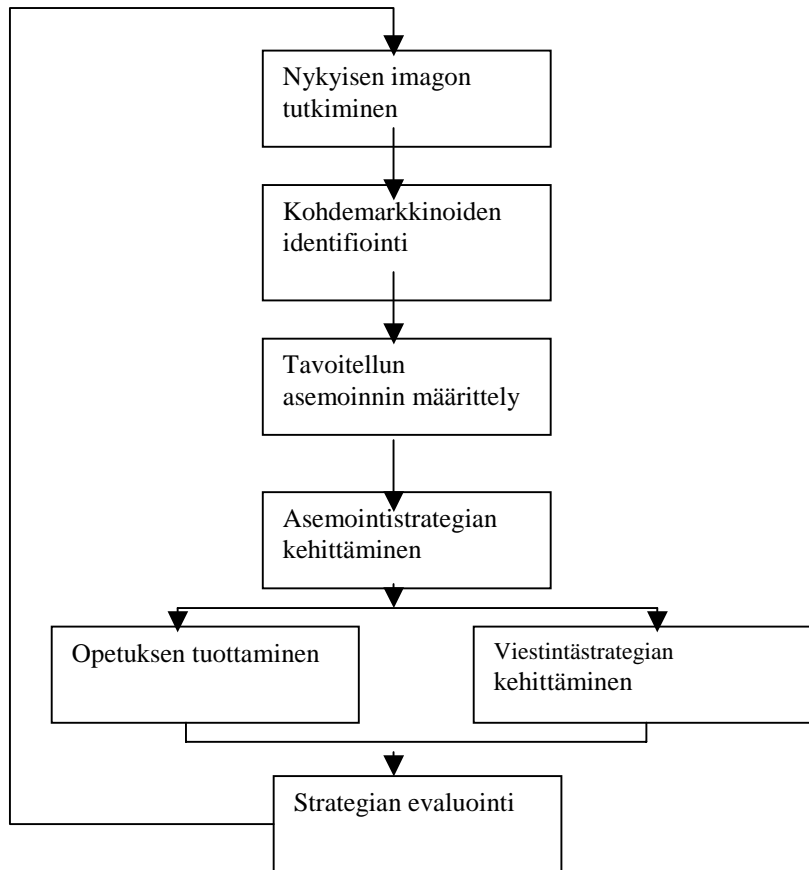 Nykyisen imagon
tutkiminen
Kohdemarkkinoiden
identifiointi
Tavoitellun
asemoinnin määrittely
Asemointistrategian
kehittäminen
Opetuksen tuottaminen
Viestintästrategian
kehittäminen
Strategian evaluointi